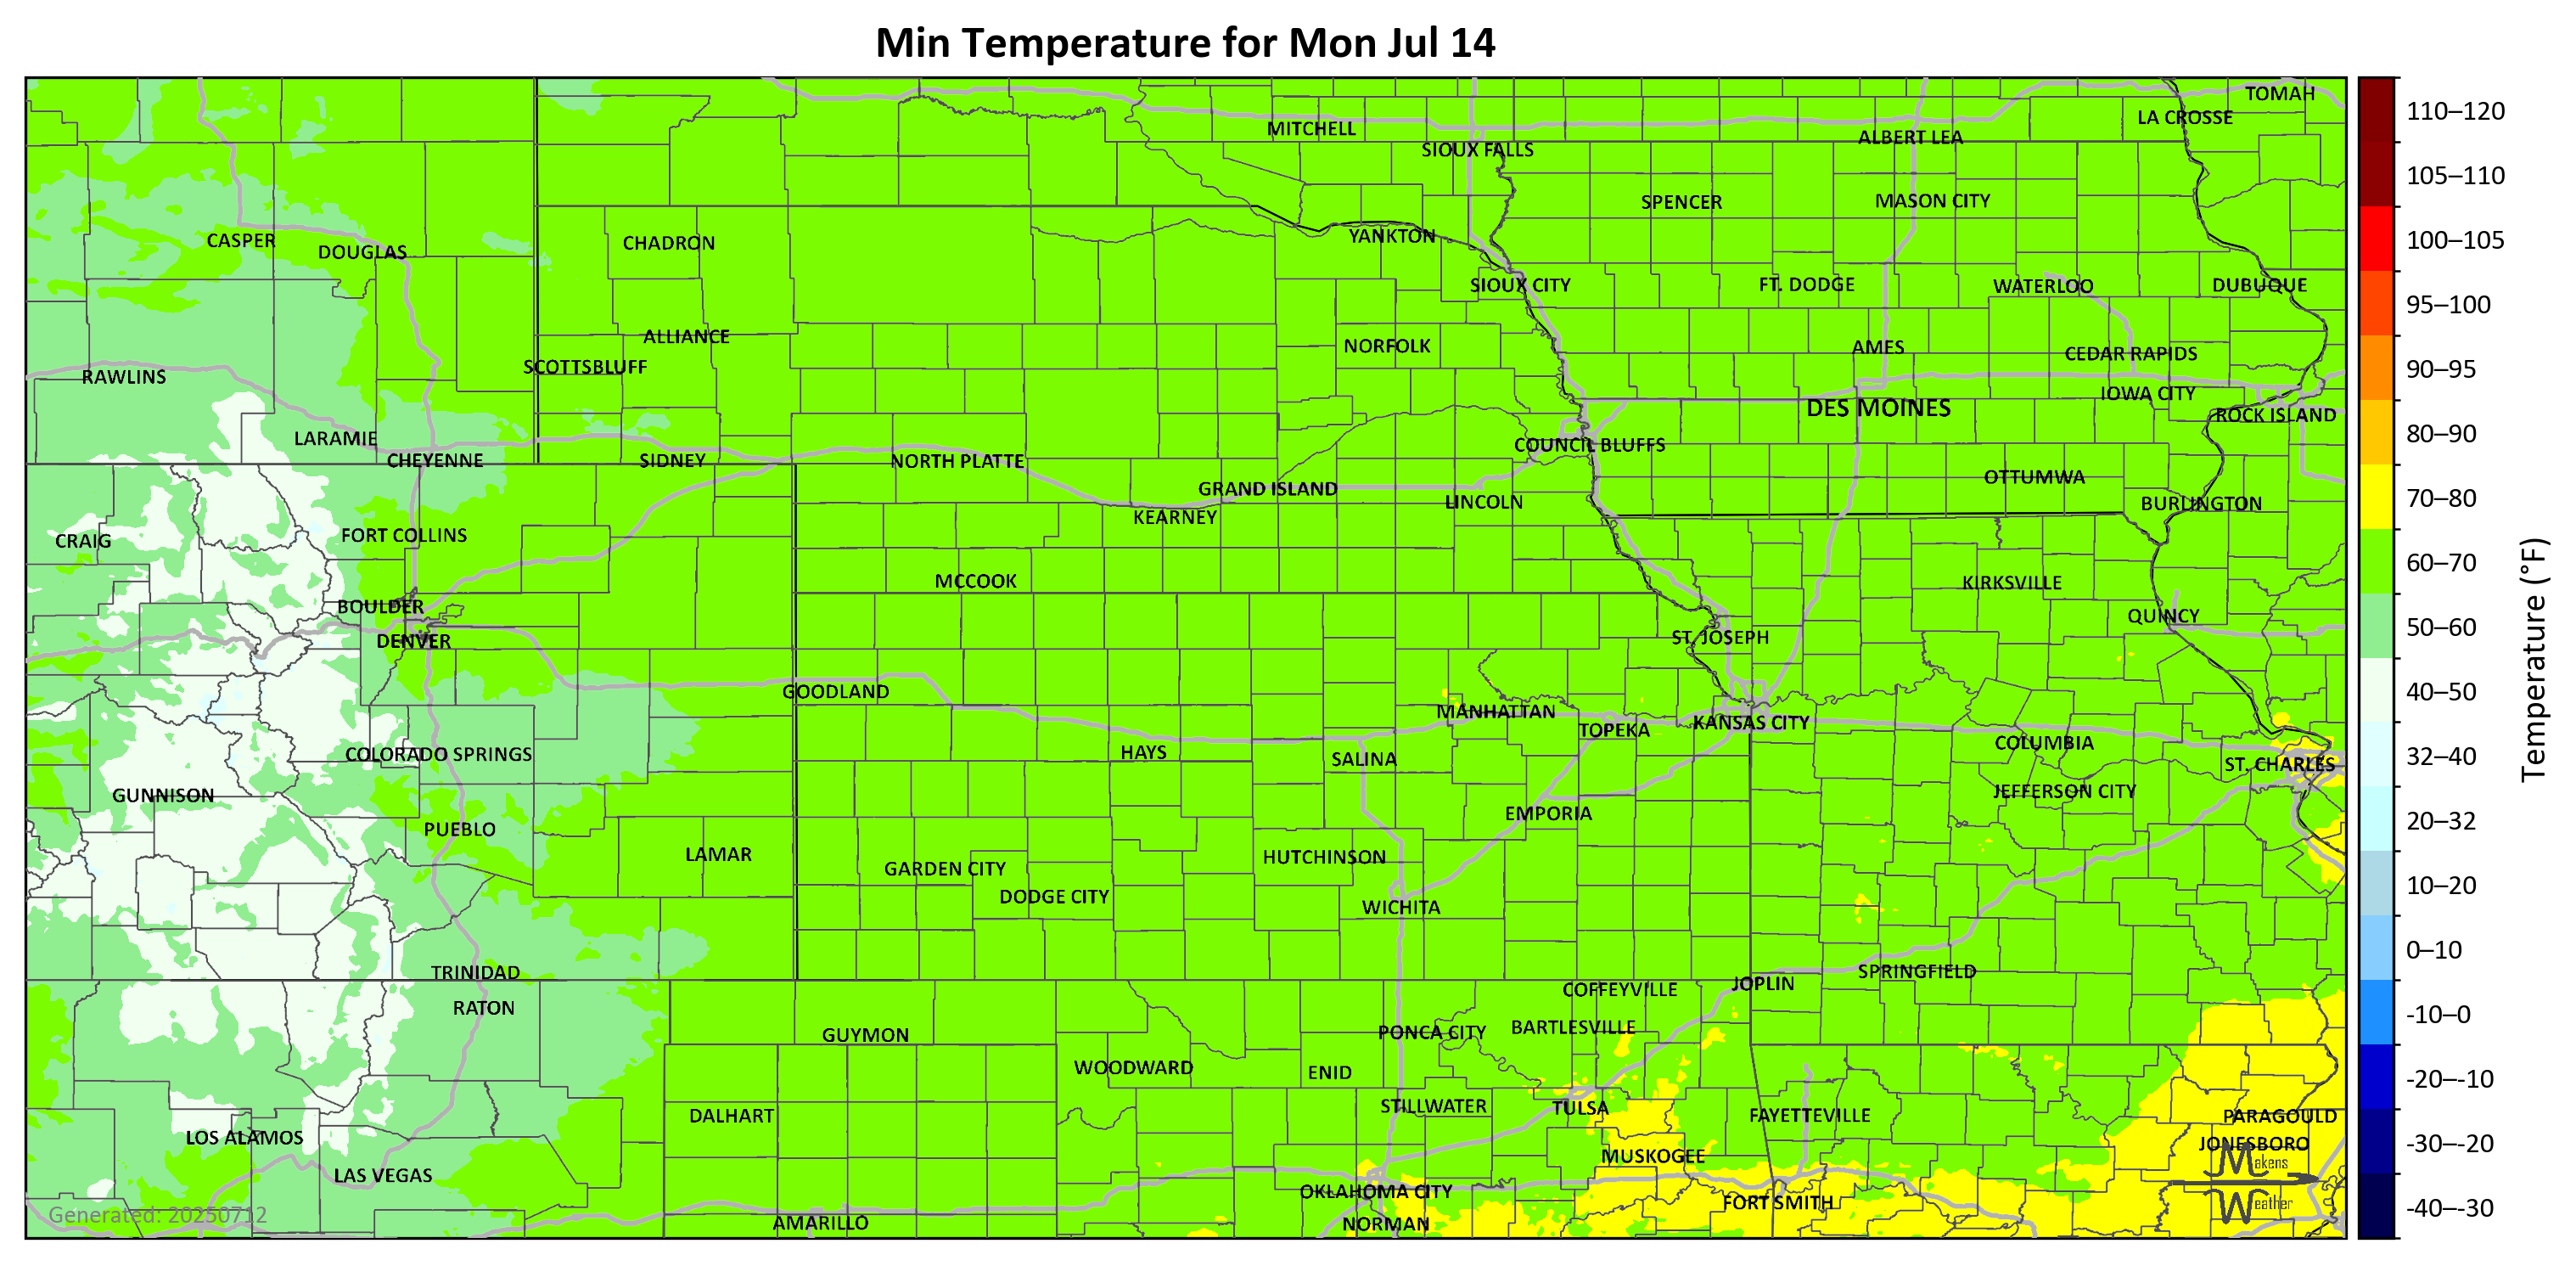 Min Temperature for Mon Jul 14
TOMAH
LA CROSSE
MITCHELL
ALBERT LEA
SIOUX FALLS
SPENCER
MASON CITY
CASPER
DOUGLAS
CHADRON
YANKTON
SIOUX CITY
FT. DODGE
WATERLOO
DUBUQUE
ALLIANCE
NORFOLK
AMES
CEDAR RAPIDS
SCOTTSBLUFF
RAWLINS
IOWA CITY
DES MOINES
ROCK ISLAND
LARAMIE
COUNCIL BLUFFS
CHEYENNE
SIDNEY
NORTH PLATTE
OTTUMWA
GRAND ISLAND
LINCOLN
BURLINGTON
KEARNEY
FORT COLLINS
CRAIG
MCCOOK
KIRKSVILLE
BOULDER
QUINCY
DENVER
ST. JOSEPH
GOODLAND
MANHATTAN
TOPEKA
KANSAS CITY
COLUMBIA
COLORADO SPRINGS
HAYS
SALINA
ST. CHARLES
GUNNISON
JEFFERSON CITY
EMPORIA
PUEBLO
LAMAR
HUTCHINSON
GARDEN CITY
DODGE CITY
WICHITA
TRINIDAD
SPRINGFIELD
JOPLIN
COFFEYVILLE
RATON
GUYMON
PONCA CITY
BARTLESVILLE
WOODWARD
ENID
STILLWATER
TULSA
DALHART
FAYETTEVILLE
PARAGOULD
LOS ALAMOS
JONESBORO
MUSKOGEE
LAS VEGAS
OKLAHOMA CITY
FORT SMITH
AMARILLO
NORMAN
Generated: 20250712
Makens
Weather
110–120
105–110
100–105
95–100
90–95
80–90
70–80
60–70
50–60
40–50
32–40
20–32
10–20
0–10
-10–0
-20–-10
-30–-20
-40–-30
Temperature (°F)